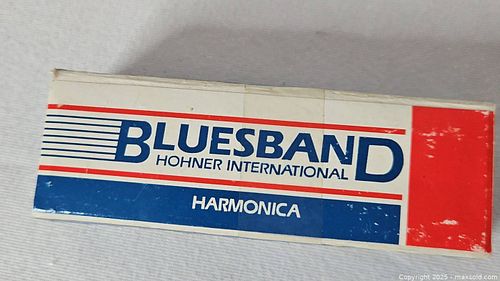 BLUESBAND
HOHNER INTERNATIONAL
HARMONICA
Copyright 2025 - maxsold.com